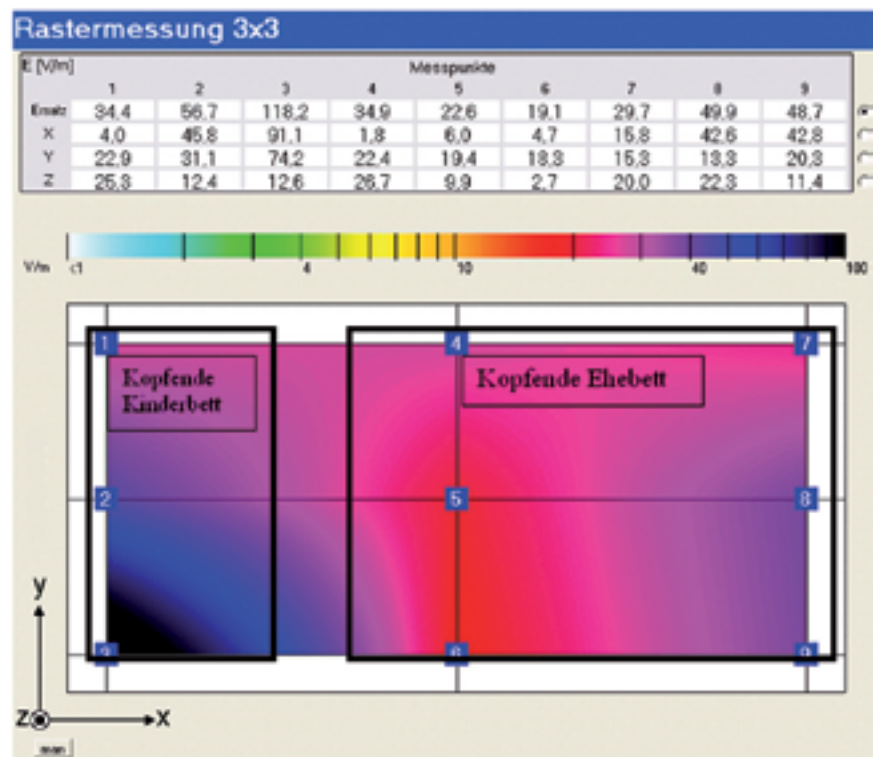 Rastermessung 3x3
E [V/m] Messpunkte
1 2 3 4 5 6 7 8 9
Ersatz 34,4 56,7 118,2 34,9 22,6 19,1 29,7 49,9 48,7
X 4,0 45,8 91,1 1,8 6,0 4,7 15,8 42,6 42,8
Y 22,9 31,1 74,2 22,4 19,4 18,3 15,3 13,3 20,3
Z 25,3 12,4 12,6 26,7 9,9 2,7 20,0 22,3 11,4
V/m <1 4 10 40 100
1 4 7
Kopfende
Kinderbett
Kopfende Ehebett
2 5 8
3 6 9
y
z x
man